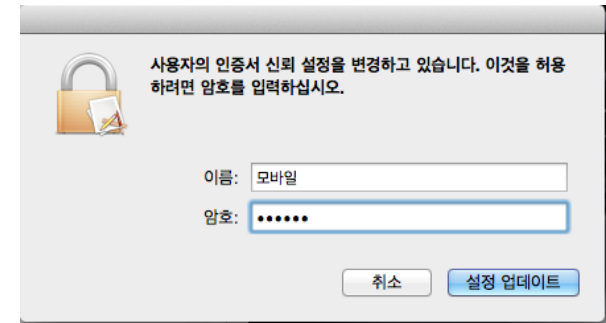 사용자의 인증서 신뢰 설정을 변경하고 있습니다. 이것을 허용
하려면 암호를 입력하십시오.
이름: 모바일
암호: ••••••
취소 설정 업데이트